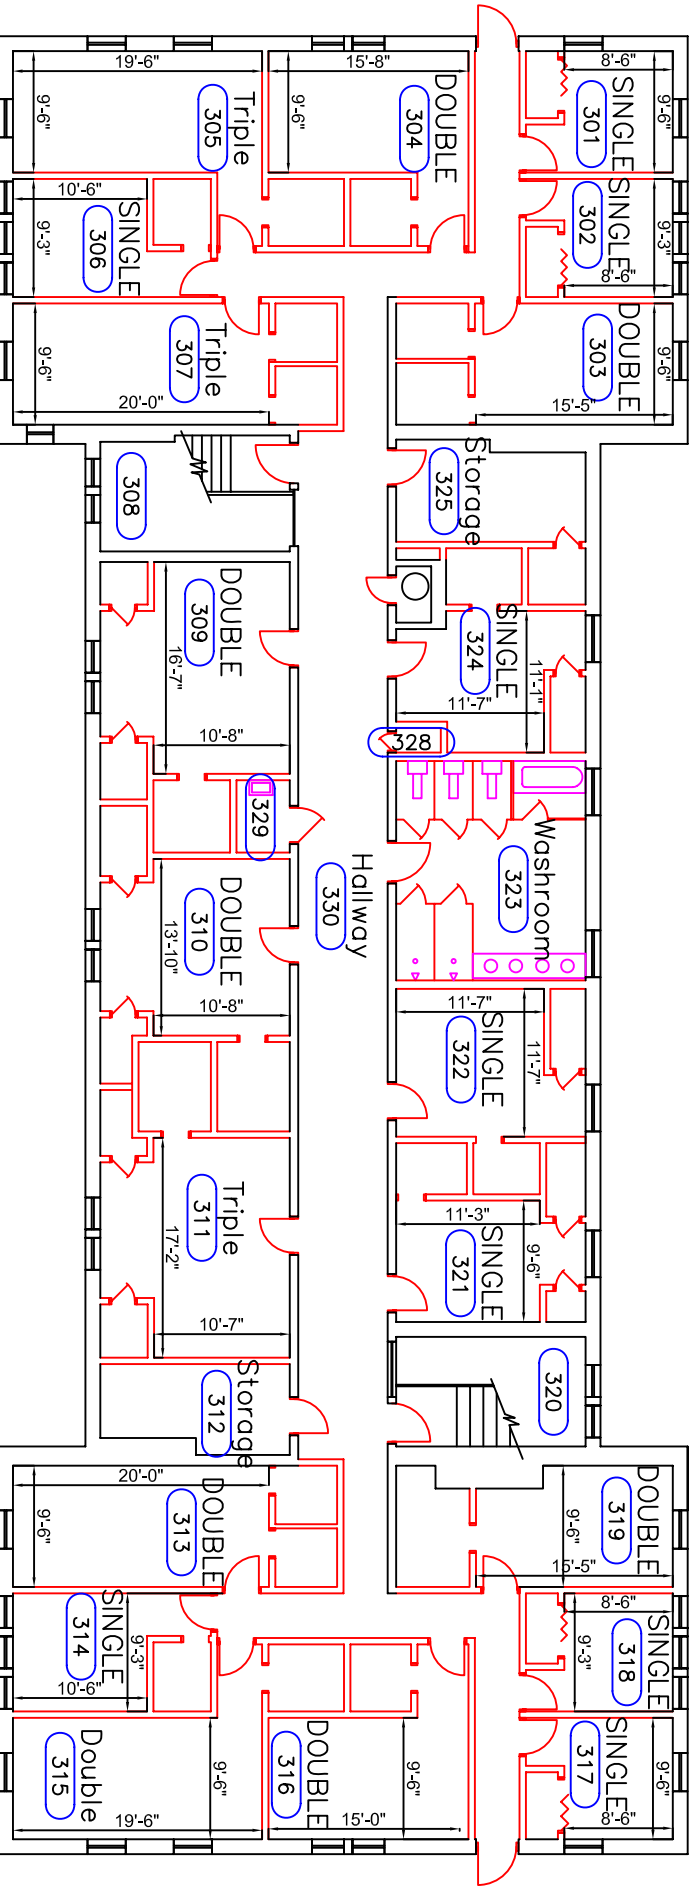 19'-6"
15'-8"
8'-6"
9'-6"
Triple
305
9'-6"
DOUBLE
304
SINGLE
301
9'-6"
10'-6"
SINGLE
306
9'-3"
SINGLE
302
9'-3"
8'-6"
9'-6"
Triple
307
20'-0"
DOUBLE
303
9'-6"
15'-5"
308
Storage
325
DOUBLE
309
16'-7"
10'-8"
SINGLE
324
11'-1"
11'-7"
328
329
Washroom
323
Hallway
330
DOUBLE
310
13'-10"
10'-8"
11'-7"
SINGLE
322
11'-7"
Triple
311
17'-2"
10'-7"
11'-3"
SINGLE
321
9'-6"
Storage
312
320
20'-0"
9'-6"
DOUBLE
313
DOUBLE
319
9'-6"
15'-5"
SINGLE
314
9'-3"
10'-6"
8'-6"
SINGLE
318
9'-3"
Double
315
9'-6"
19'-6"
DOUBLE
316
9'-6"
15'-0"
SINGLE
317
9'-6"
8'-6"